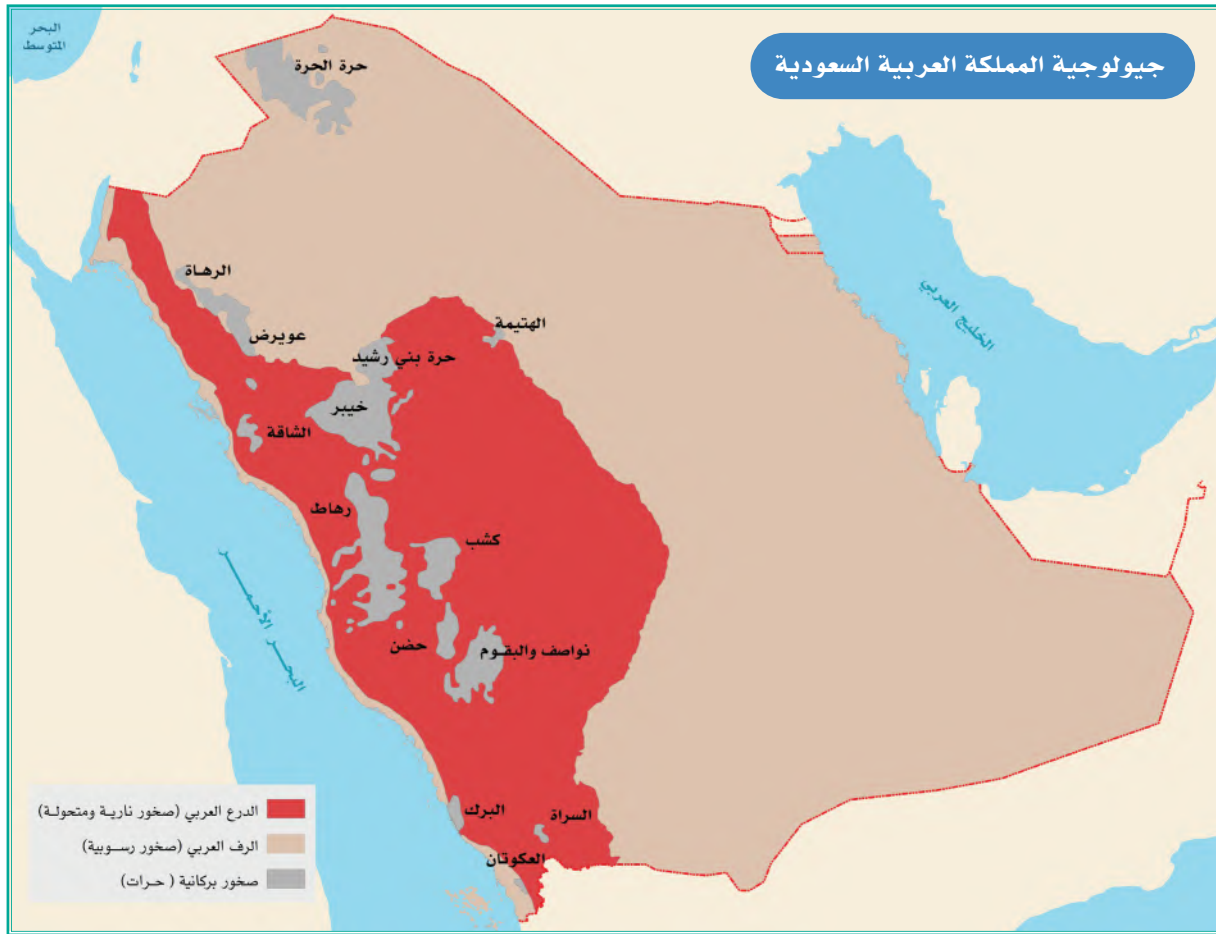 البحر
المتوسط
جيولوجية المملكة العربية السعودية
حرة الحرة
الرهاة
عويرض
الهتيمة
حرة بني رشيد
خيبر
الشاقة
رهاط
كشب
حضن
نواصف والبقوم
البرك
السراة
العكوتان
الخليج العربي
البحر الأحمر
الدرع العربي (صخور نارية ومتحولة)
الرف العربي (صخور رسوبية)
صخور بركانية ( حرات)